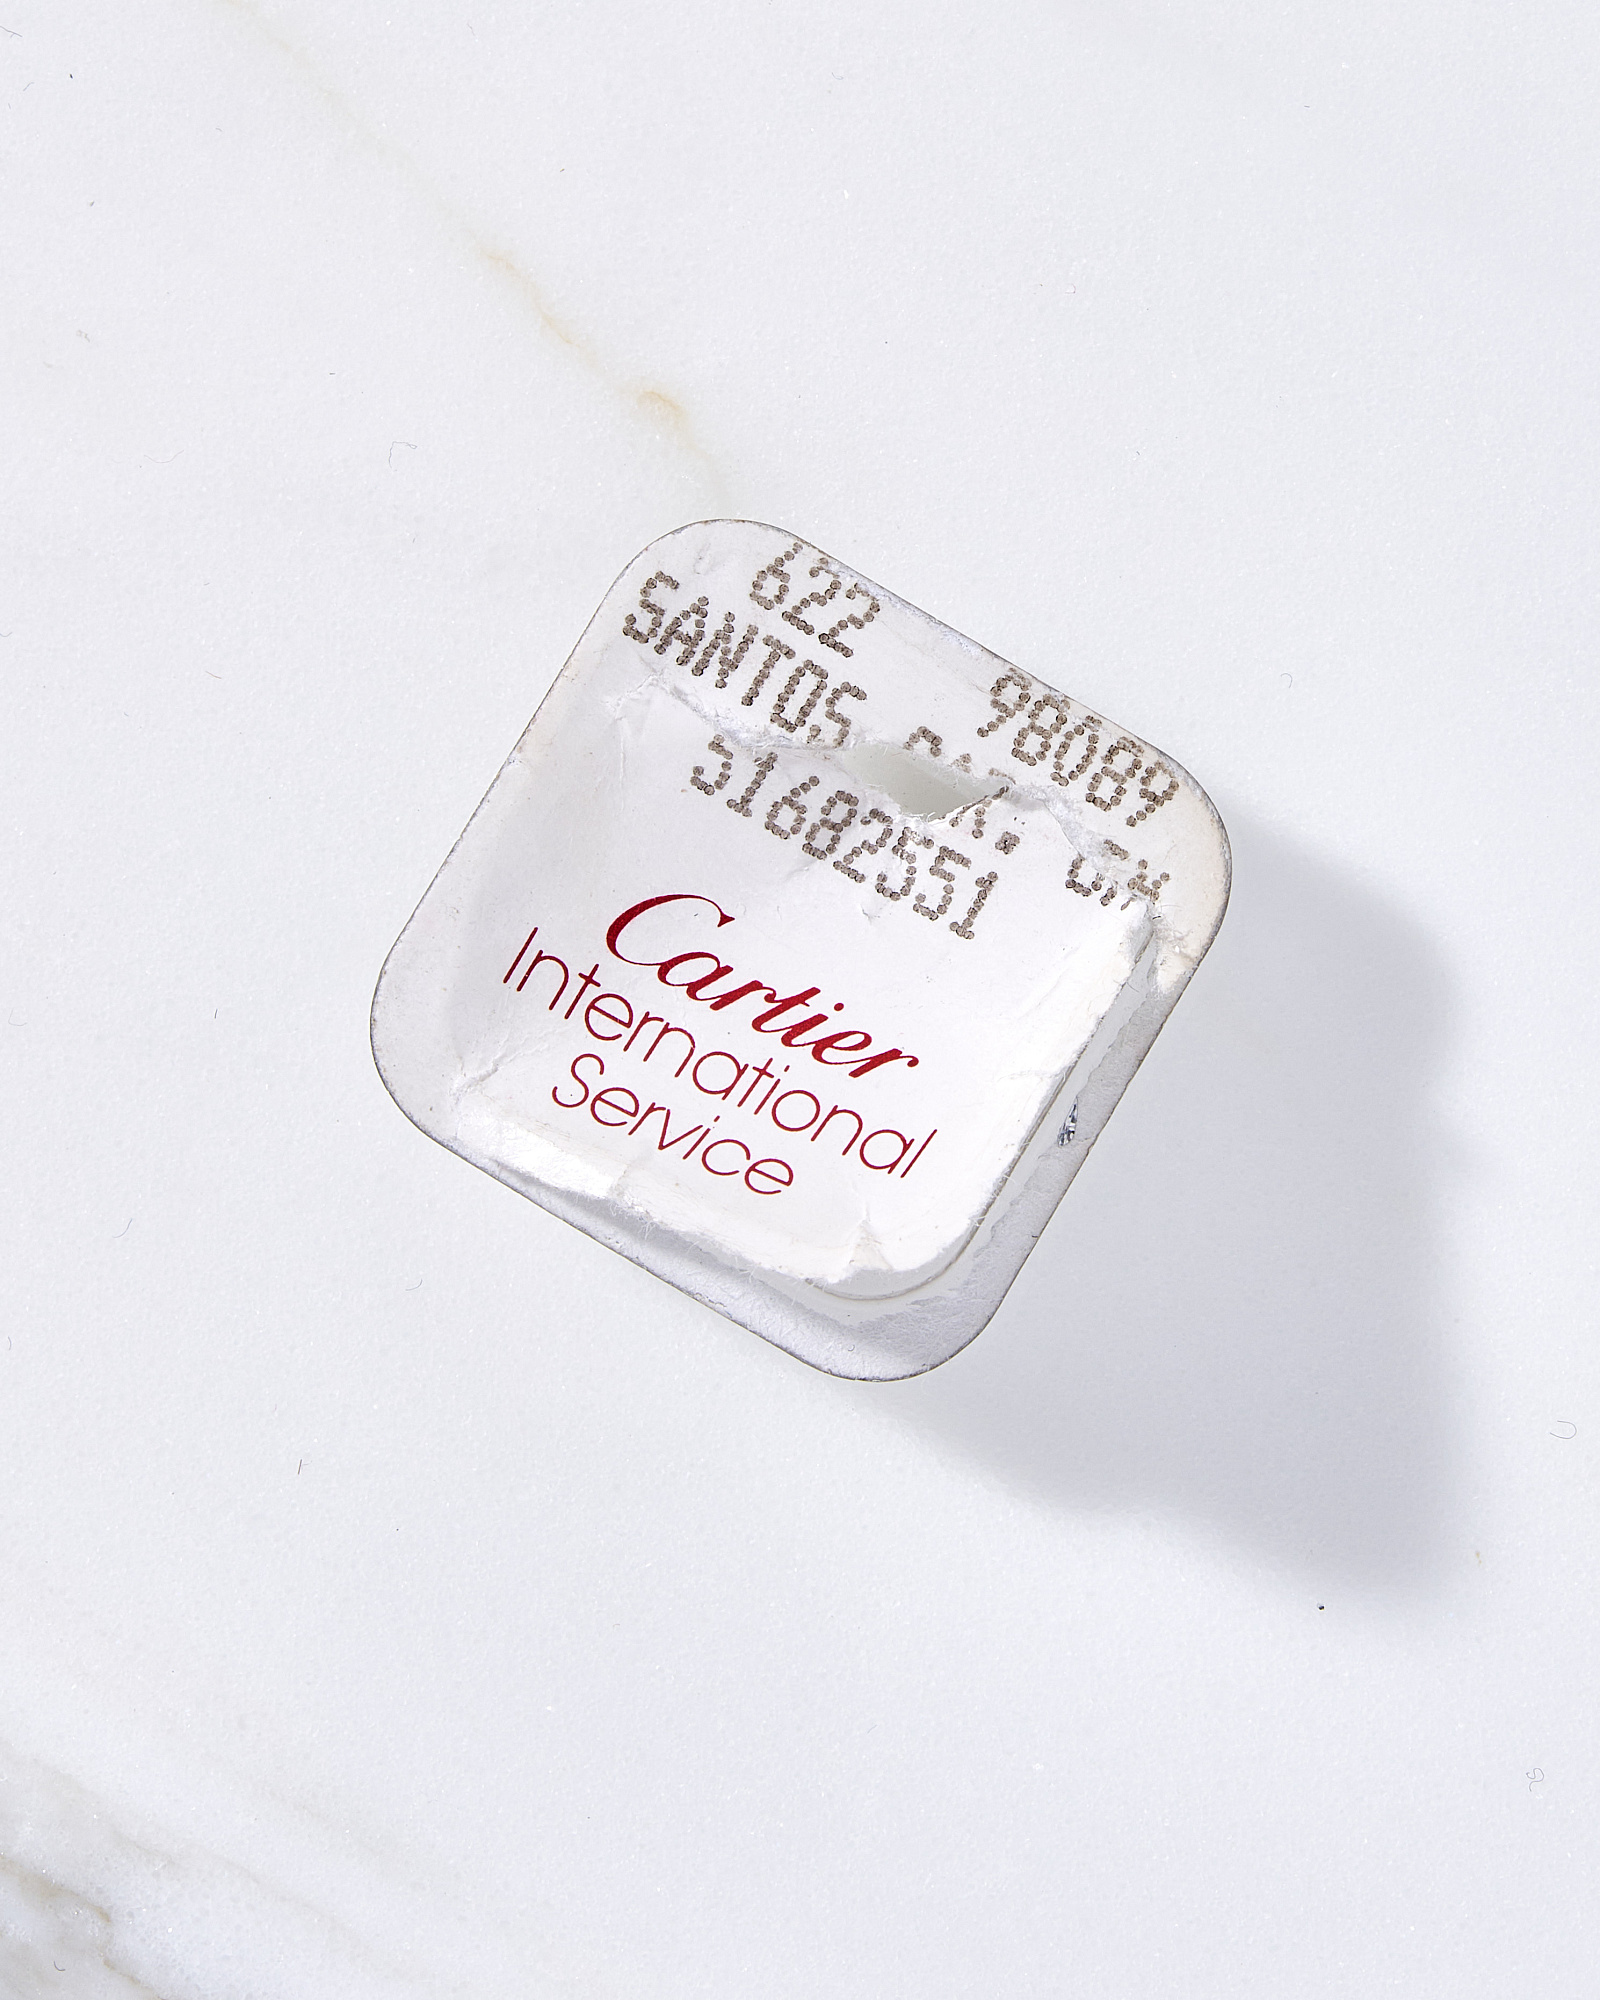 622 98089
SANTOS
51682551
Cartier
International
Service